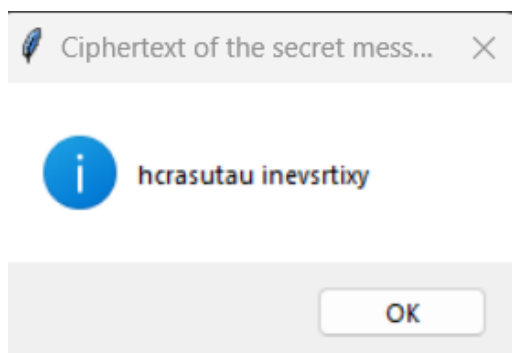 Ciphertext of the secret mess...
hcrasutau inevsrtixy
OK